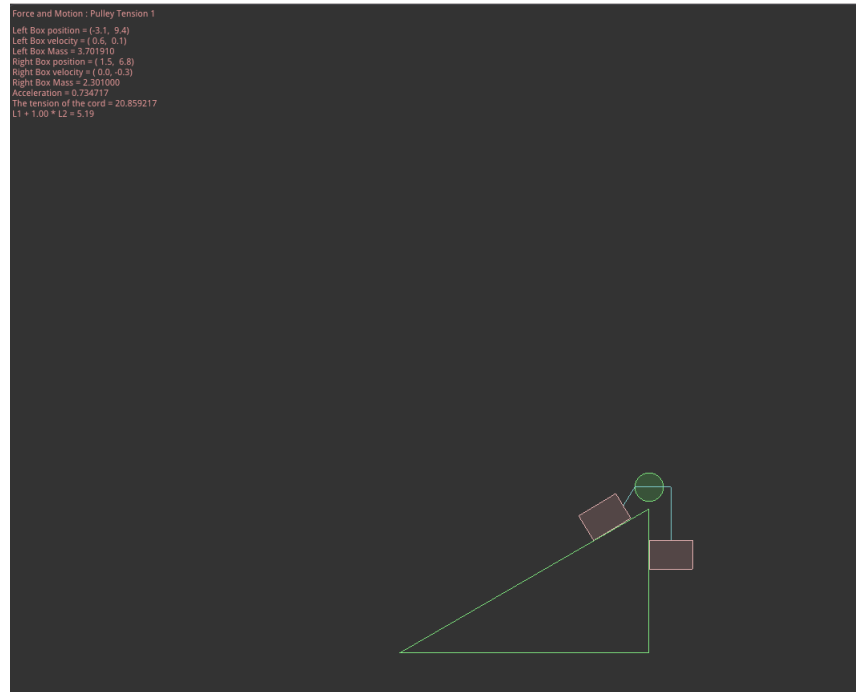 Force and Motion : Pulley Tension 1
Left Box position = (-3.1,  9.4)
Left Box velocity = ( 0.6,  0.1)
Left Box Mass = 3.701910
Right Box position = ( 1.5,  6.8)
Right Box velocity = ( 0.0, -0.3)
Right Box Mass = 2.301000
Acceleration = 0.734717
The tension of the cord = 20.859217
L1 + 1.00 * L2 = 5.19